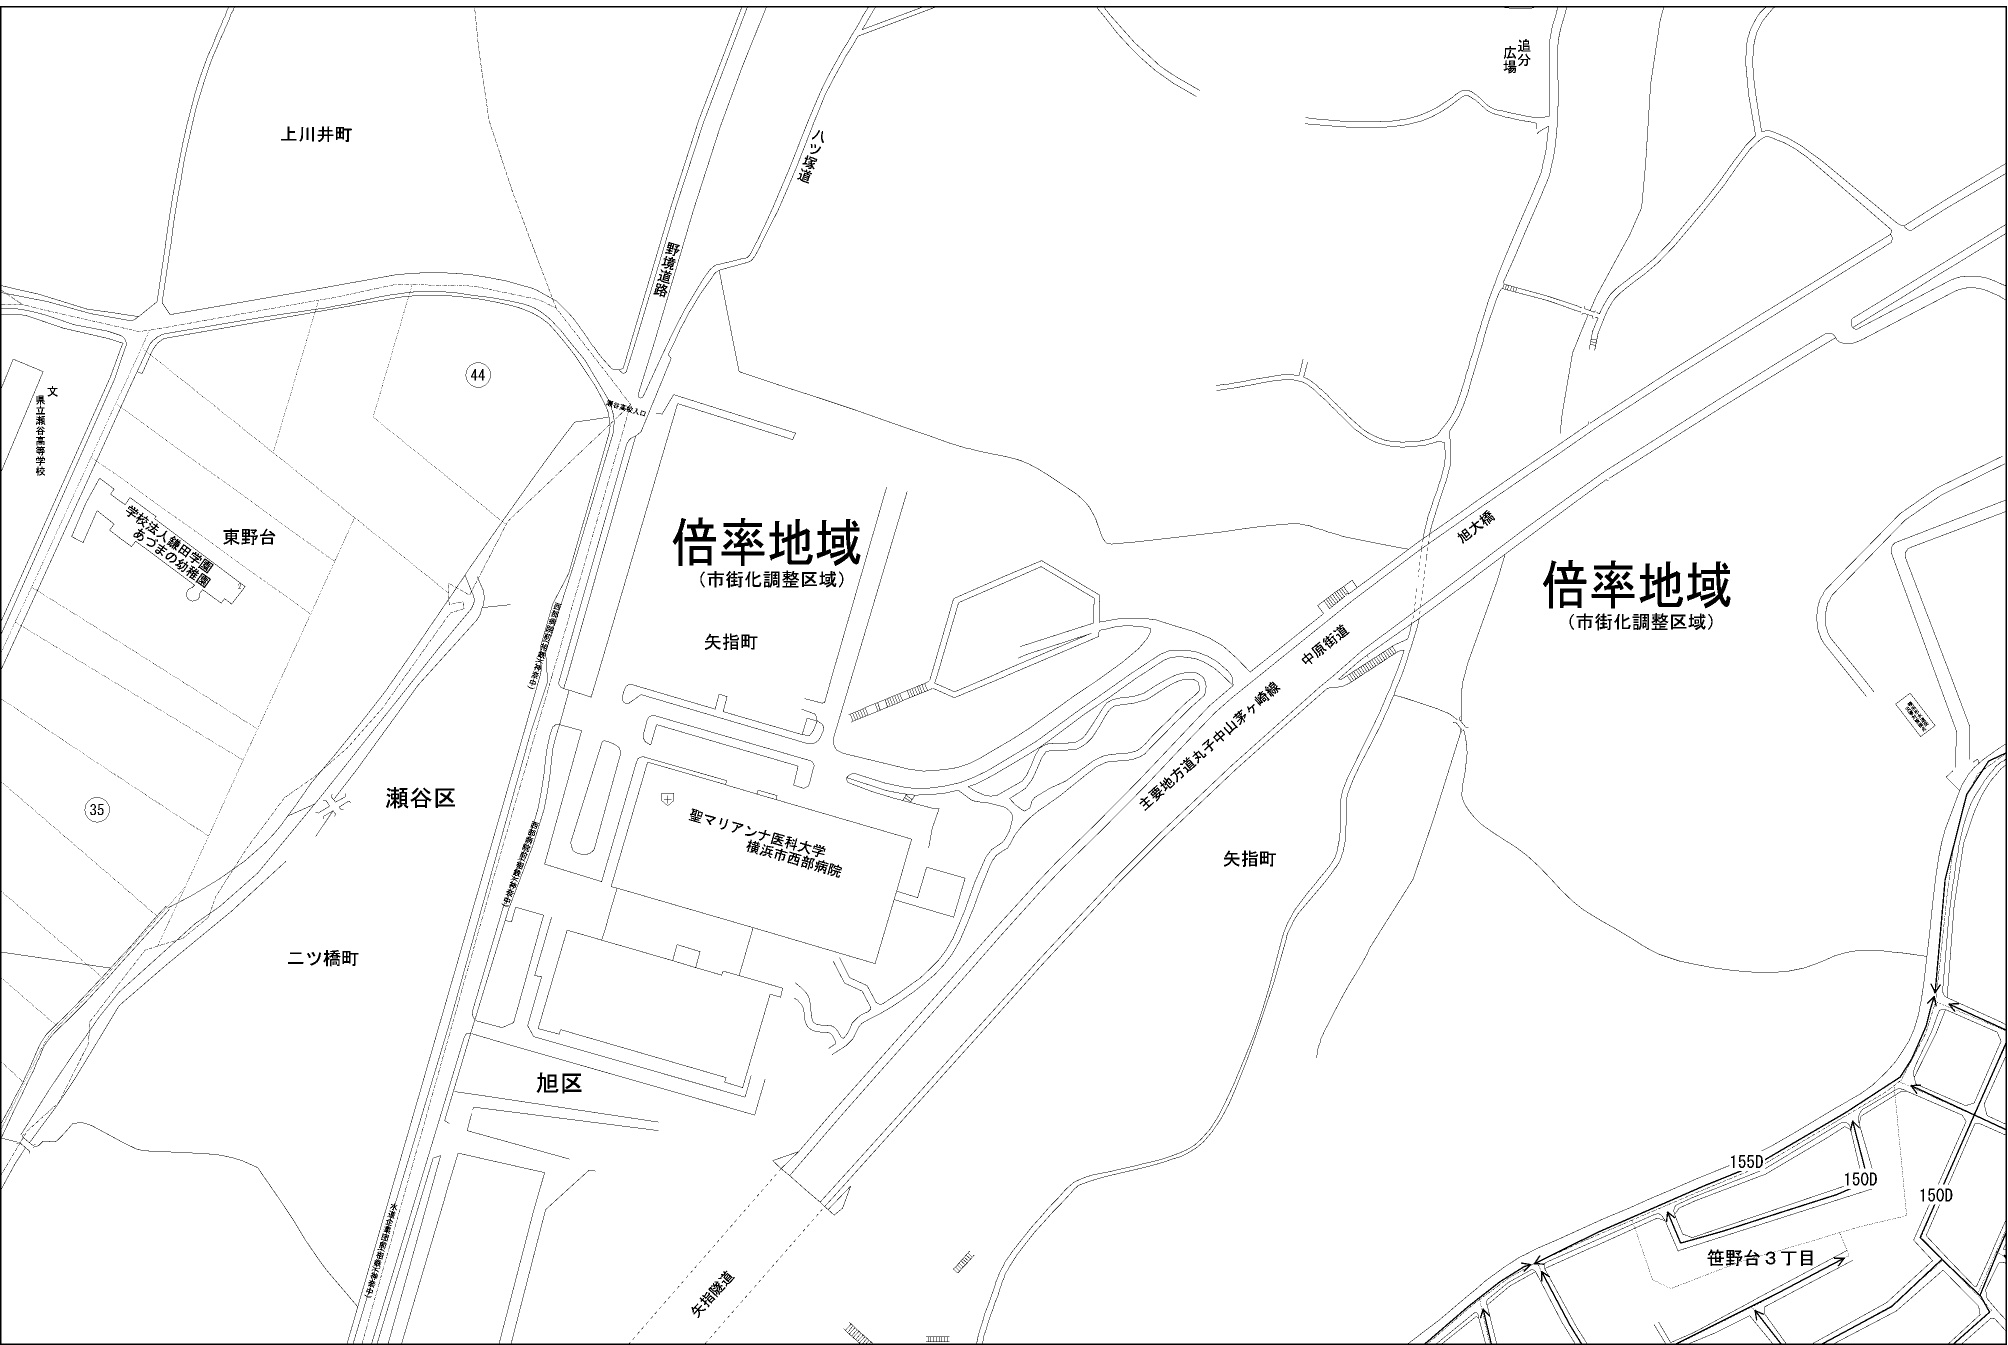 追分
広場
上川井町
八ツ塚道
野境道路
44
瀬谷高校入口
文
県立瀬谷高等学校
学校法人鎌田学園
あづまの幼稚園
東野台
倍率地域
(市街化調整区域)
矢指町
旭大橋
中原街道
主要地方道丸子中山茅ヶ崎線
倍率地域
(市街化調整区域)
35
瀬谷区
聖マリアンナ医科大学
横浜市西部病院
矢指町
二ツ橋町
旭区
155D
150D
150D
笹野台3丁目
矢指隧道